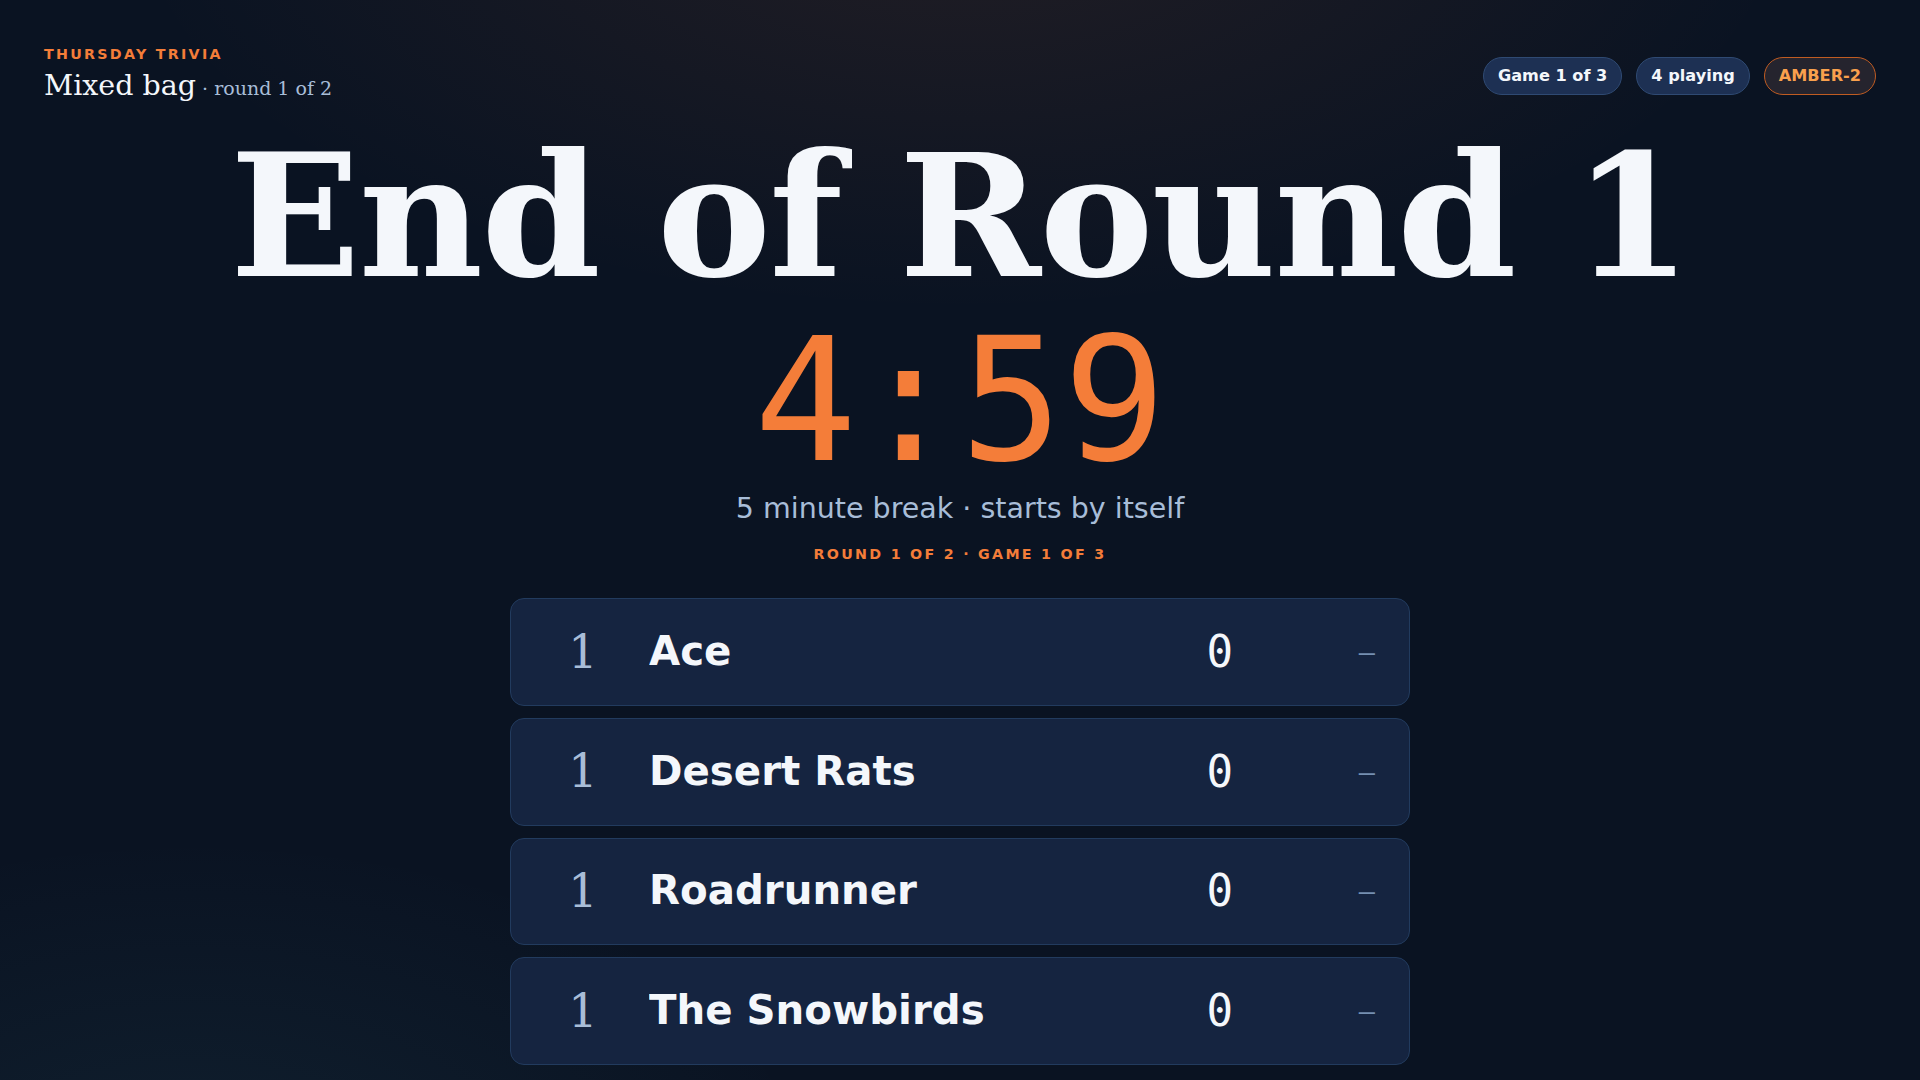 THURSDAY TRIVIA
Mixed bag · round 1 of 2
Game 1 of 3
4 playing
AMBER-2
End of Round 1
4:59
5 minute break · starts by itself
ROUND 1 OF 2 · GAME 1 OF 3
1 Ace 0 –
1 Desert Rats 0 –
1 Roadrunner 0 –
1 The Snowbirds 0 –